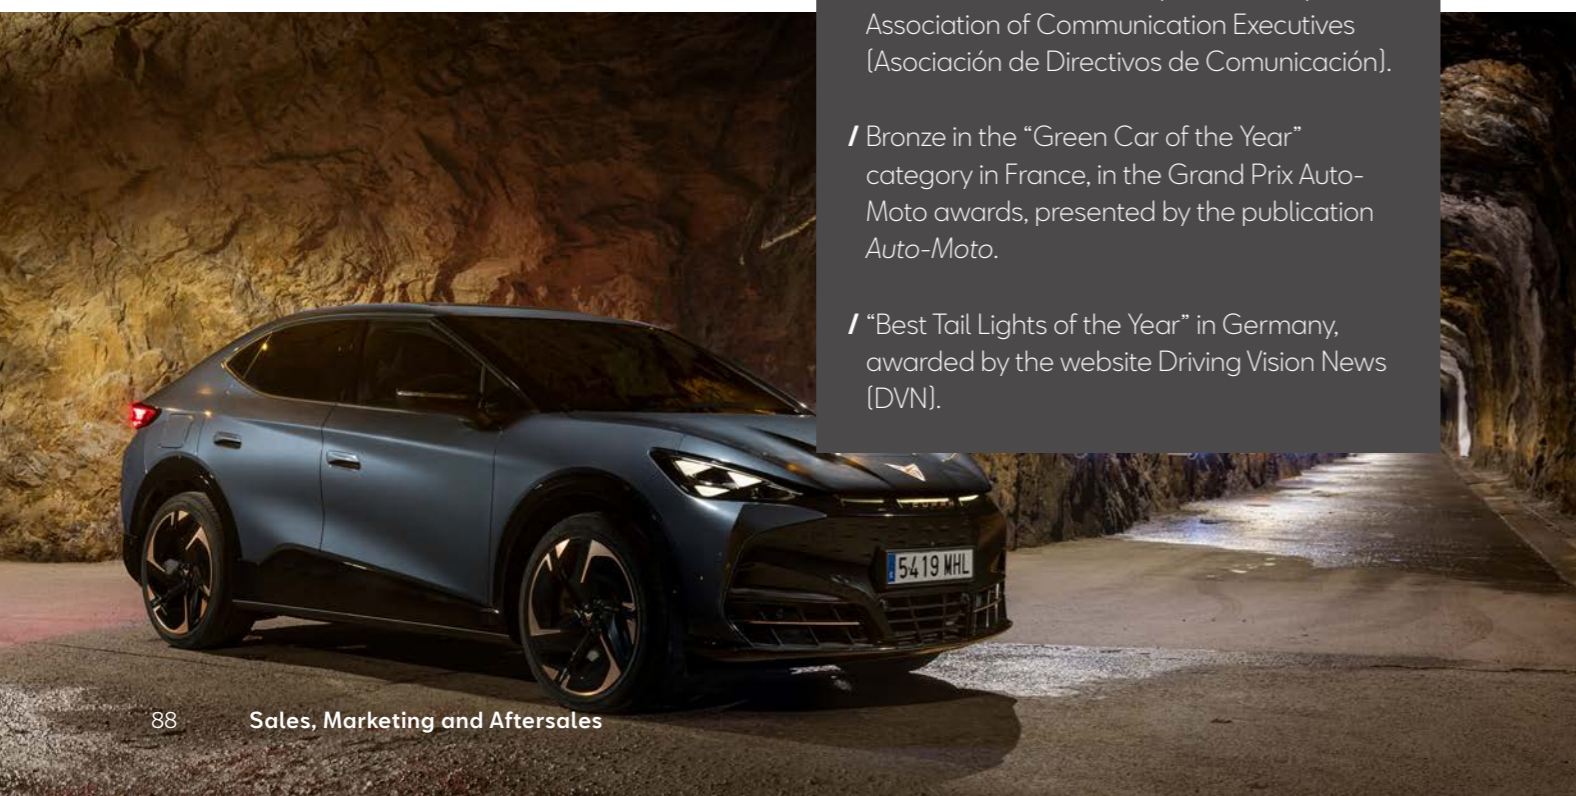 Association of Communication Executives
(Asociación de Directivos de Comunicación).
/ Bronze in the “Green Car of the Year”
category in France, in the Grand Prix Auto-
Moto awards, presented by the publication
Auto-Moto.
/ “Best Tail Lights of the Year” in Germany,
awarded by the website Driving Vision News
(DVN).
5419 MHL
88 Sales, Marketing and Aftersales